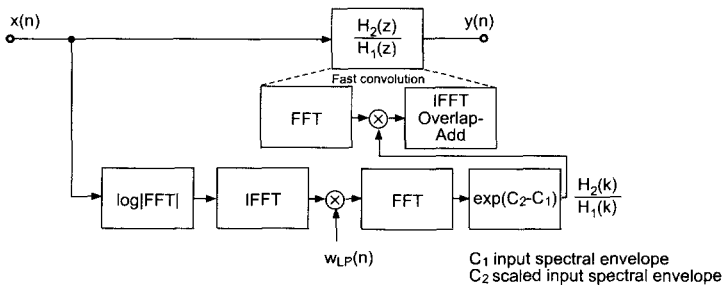 x(n)
H₂(z)
H₁(z)
y(n)
Fast convolution
FFT
×
IFFT
Overlap-
Add
log|FFT|
IFFT
×
FFT
exp(C₂-C₁)
H₂(k)
H₁(k)
w_LP(n)
C₁ input spectral envelope
C₂ scaled input spectral envelope